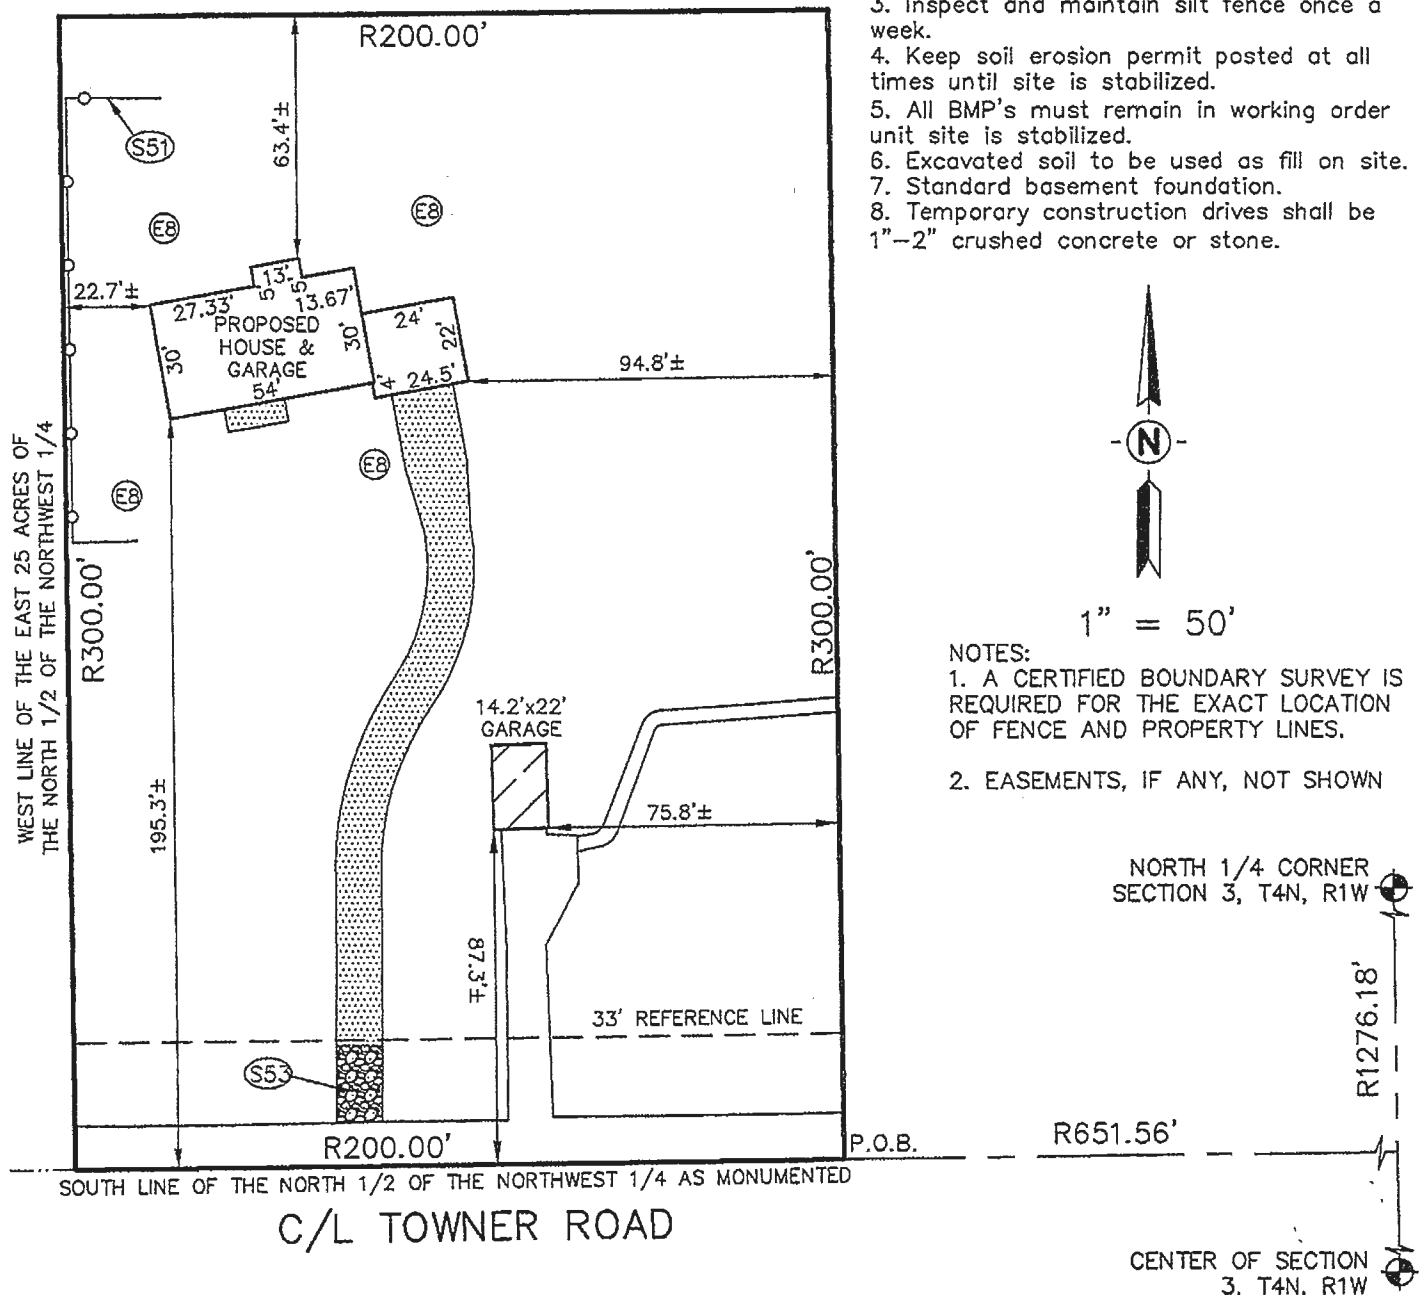 R200.00'
63.4'±
S51
E8
E8
22.7'±
13'
5'
5'
27.33'
13.67'
PROPOSED
HOUSE &
GARAGE
30'
30'
54'
24'
22'
4'
24.5'
94.8'±
E8
E8
WEST LINE OF THE EAST 25 ACRES OF
THE NORTH 1/2 OF THE NORTHWEST 1/4
R300.00'
R300.00'
195.3'±
14.2'x22'
GARAGE
75.8'±
87.3'±
33' REFERENCE LINE
S53
R200.00'
P.O.B.
R651.56'
SOUTH LINE OF THE NORTH 1/2 OF THE NORTHWEST 1/4 AS MONUMENTED
C/L TOWNER ROAD
3. Inspect and maintain silt fence once a
week.
4. Keep soil erosion permit posted at all
times until site is stabilized.
5. All BMP's must remain in working order
unit site is stabilized.
6. Excavated soil to be used as fill on site.
7. Standard basement foundation.
8. Temporary construction drives shall be
1"-2" crushed concrete or stone.
N
1" = 50'
NOTES:
1. A CERTIFIED BOUNDARY SURVEY IS
REQUIRED FOR THE EXACT LOCATION
OF FENCE AND PROPERTY LINES.
2. EASEMENTS, IF ANY, NOT SHOWN
NORTH 1/4 CORNER
SECTION 3, T4N, R1W
R1276.18'
CENTER OF SECTION
3, T4N, R1W